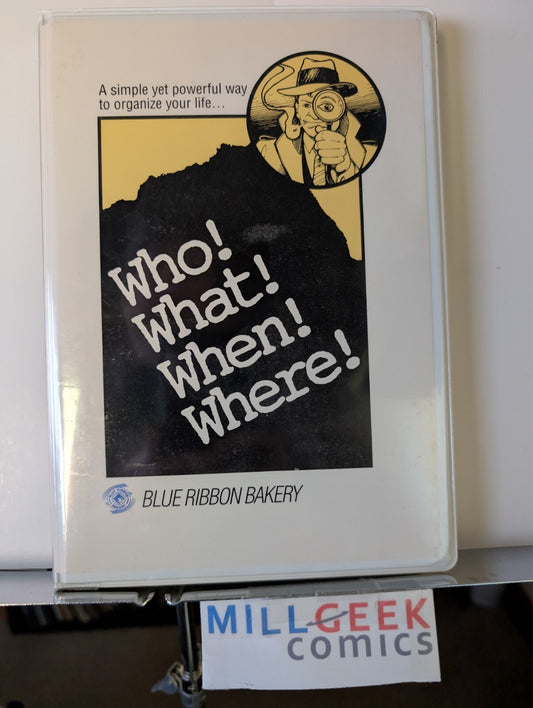 A simple yet powerful way
to organize your life...
Who!
What!
When!
Where!
BLUE RIBBON BAKERY
MILLGEEK
comics